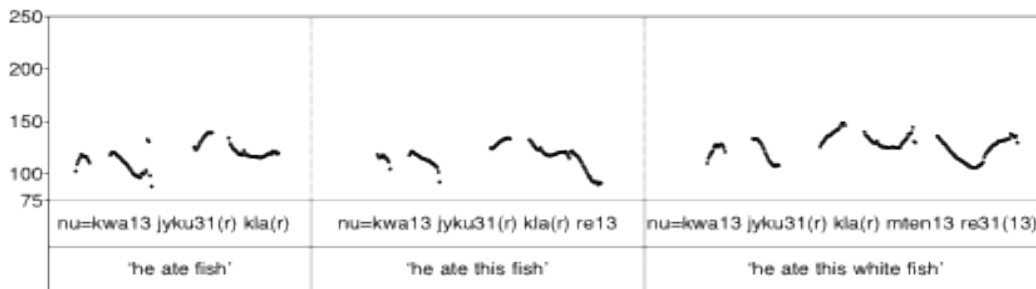 250
200
150
100
75
nu=kwa13 jyku31(r) kla(r)
nu=kwa13 jyku31(r) kla(r) re13
nu=kwa13 jyku31(r) kla(r) mten13 re31(13)
'he ate fish'
'he ate this fish'
'he ate this white fish'